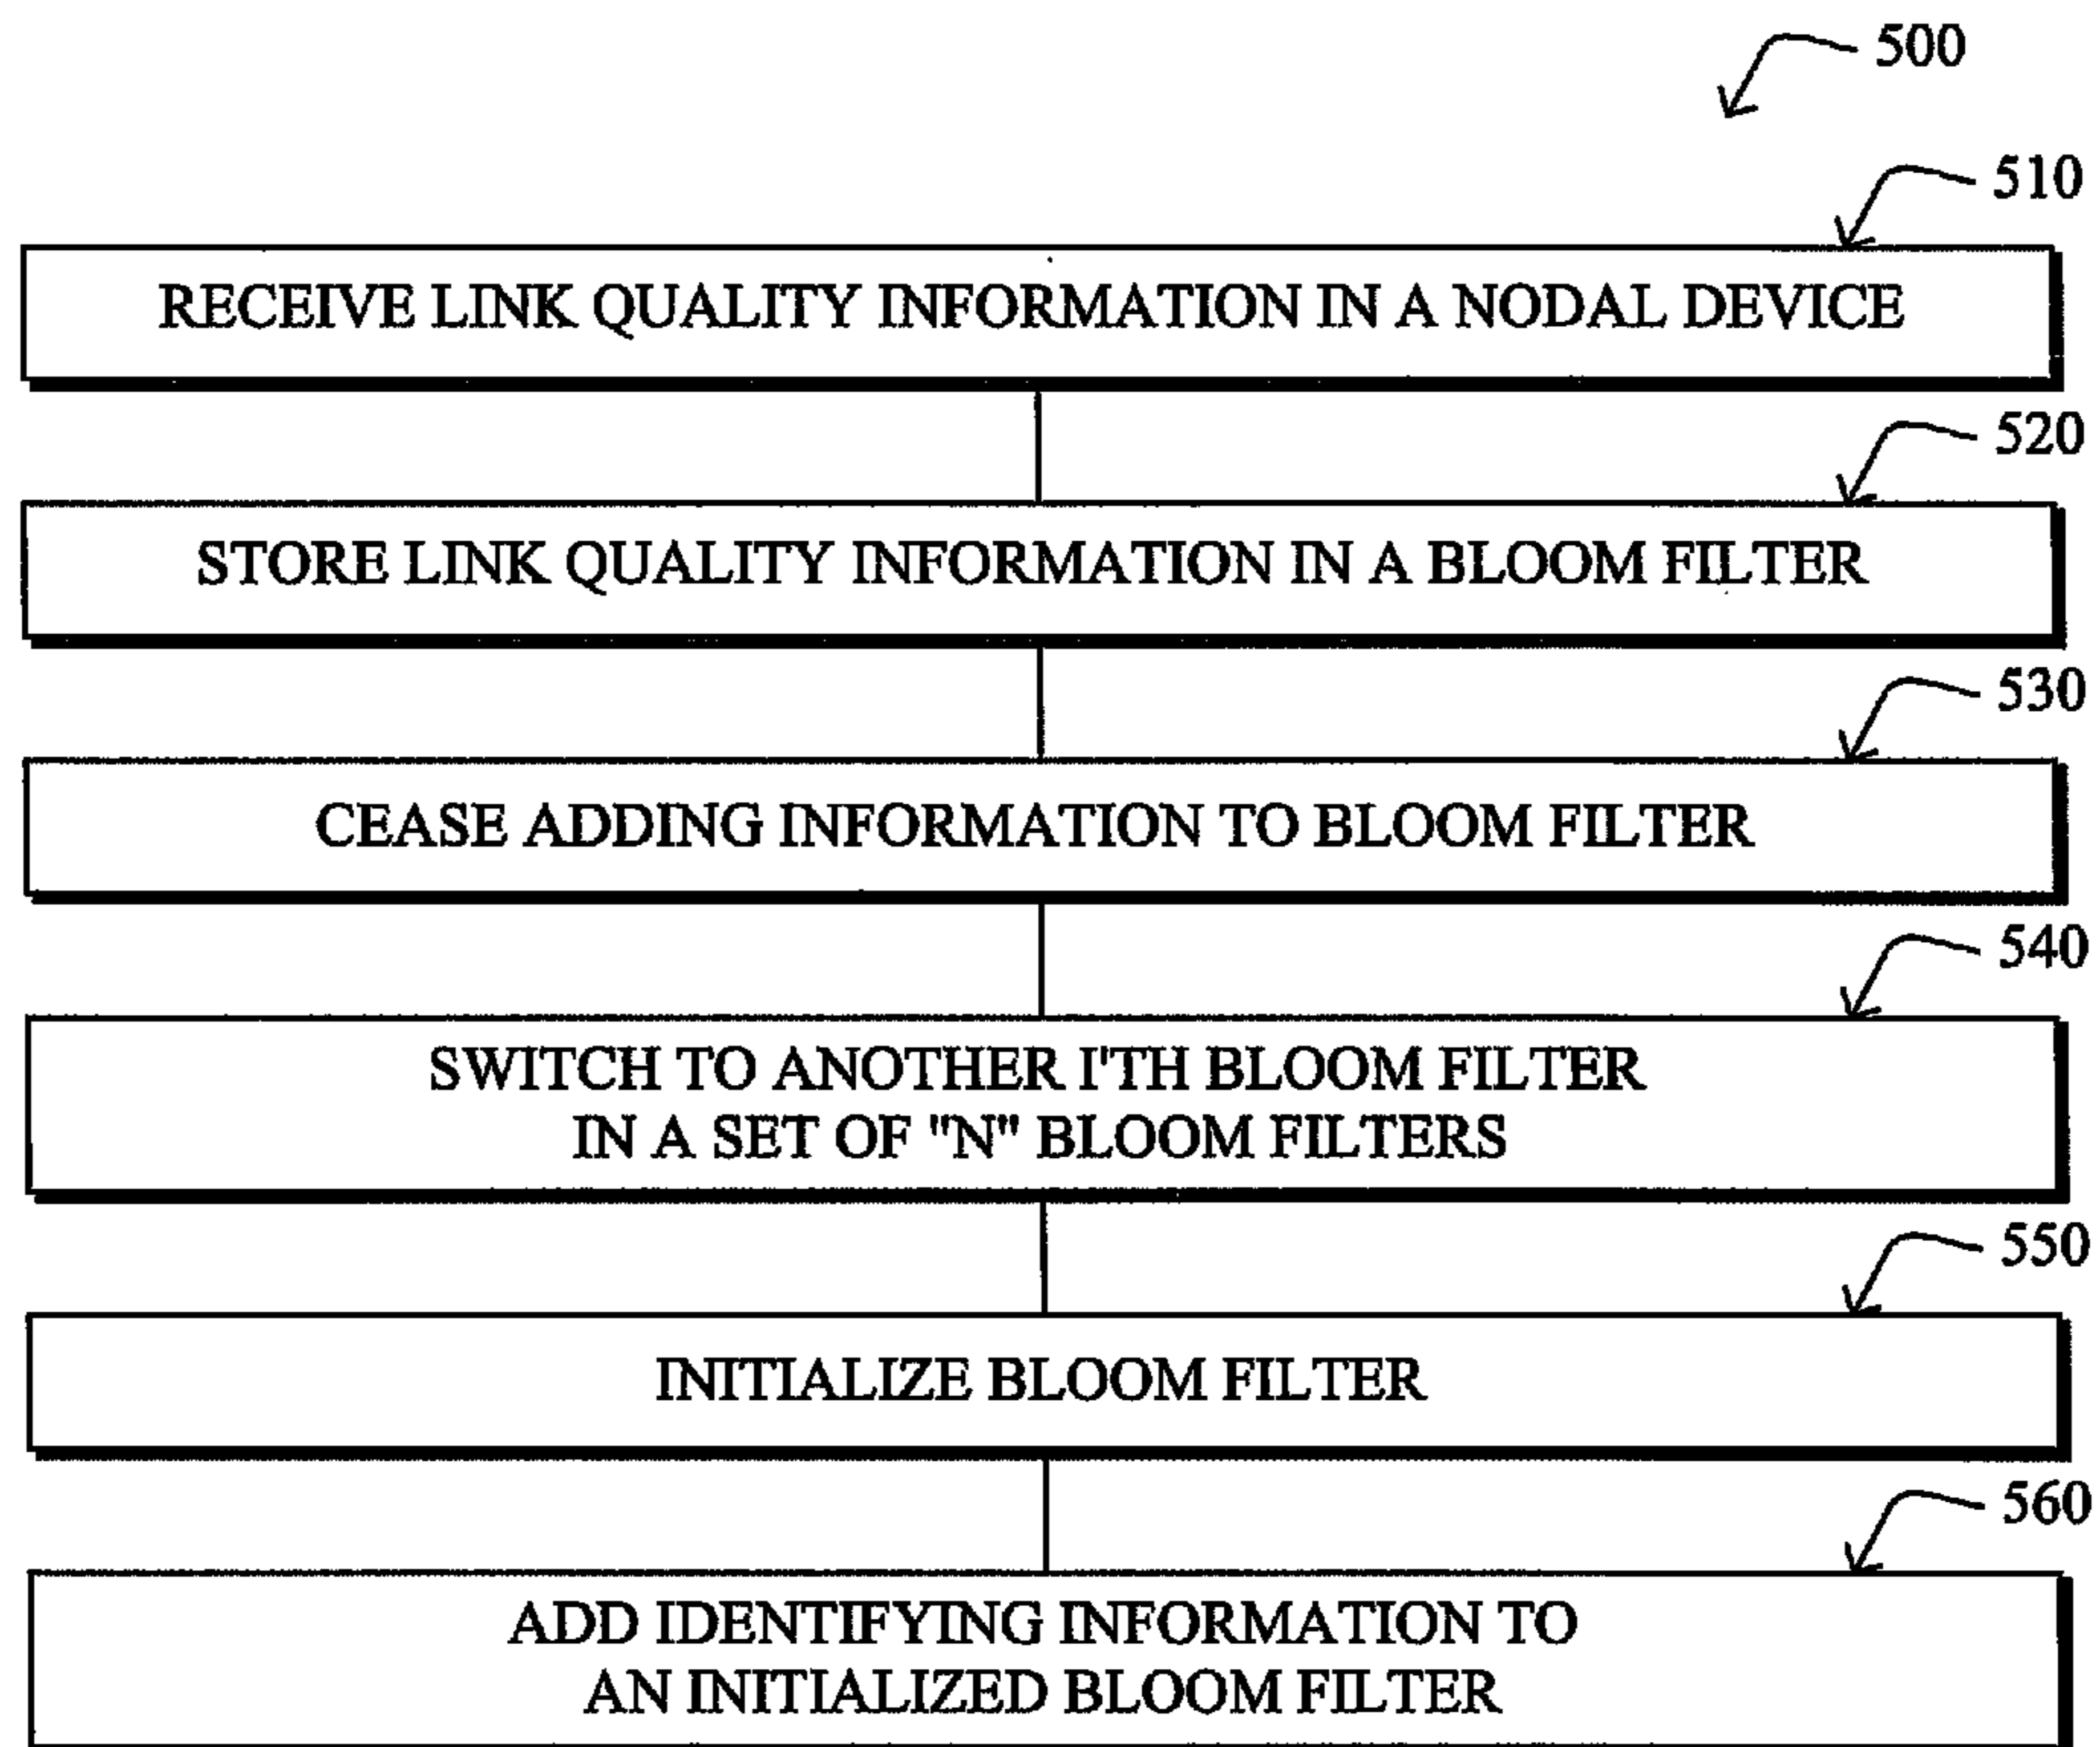 500
510
RECEIVE LINK QUALITY INFORMATION IN A NODAL DEVICE
520
STORE LINK QUALITY INFORMATION IN A BLOOM FILTER
530
CEASE ADDING INFORMATION TO BLOOM FILTER
540
SWITCH TO ANOTHER I'TH BLOOM FILTER
IN A SET OF "N" BLOOM FILTERS
550
INITIALIZE BLOOM FILTER
560
ADD IDENTIFYING INFORMATION TO
AN INITIALIZED BLOOM FILTER